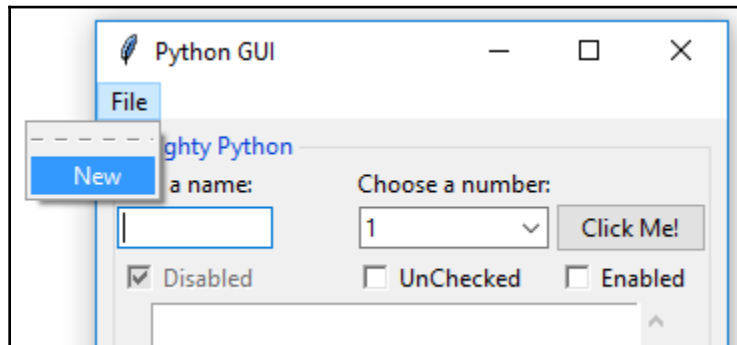 Python GUI
File
ghty Python
New
a name:
Choose a number:
1
Click Me!
Disabled
UnChecked
Enabled